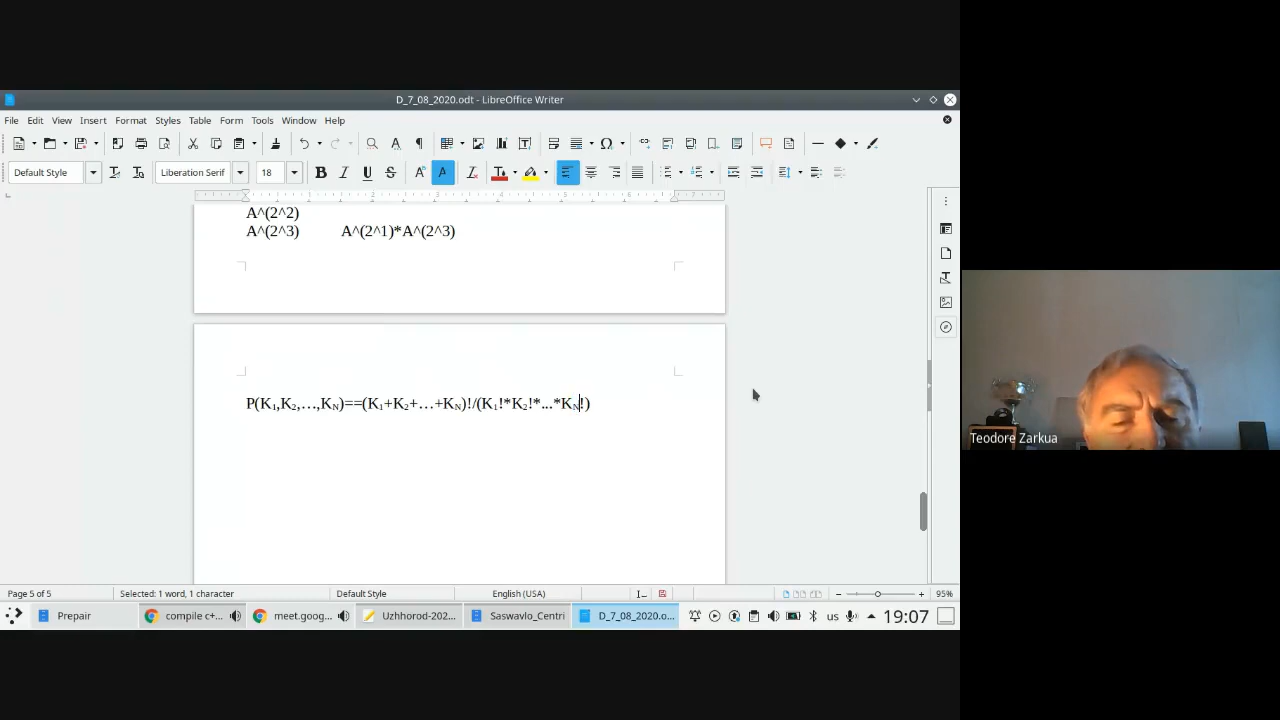 D_7_08_2020.odt - LibreOffice Writer
File Edit View Insert Format Styles Table Form Tools Window Help
Default Style Liberation Serif 18
A^(2^2)
A^(2^3) A^(2^1)*A^(2^3)
P(K₁,K₂,…,K_N)==(K₁+K₂+…+K_N)!/(K₁!*K₂!*...*K_N!)
Teodore Zarkua
Page 5 of 5 Selected: 1 word, 1 character Default Style English (USA) 95%
Prepair compile c+... meet.goog... Uzhhorod-202... Saswavlo_Centri D_7_08_2020.o... us 19:07